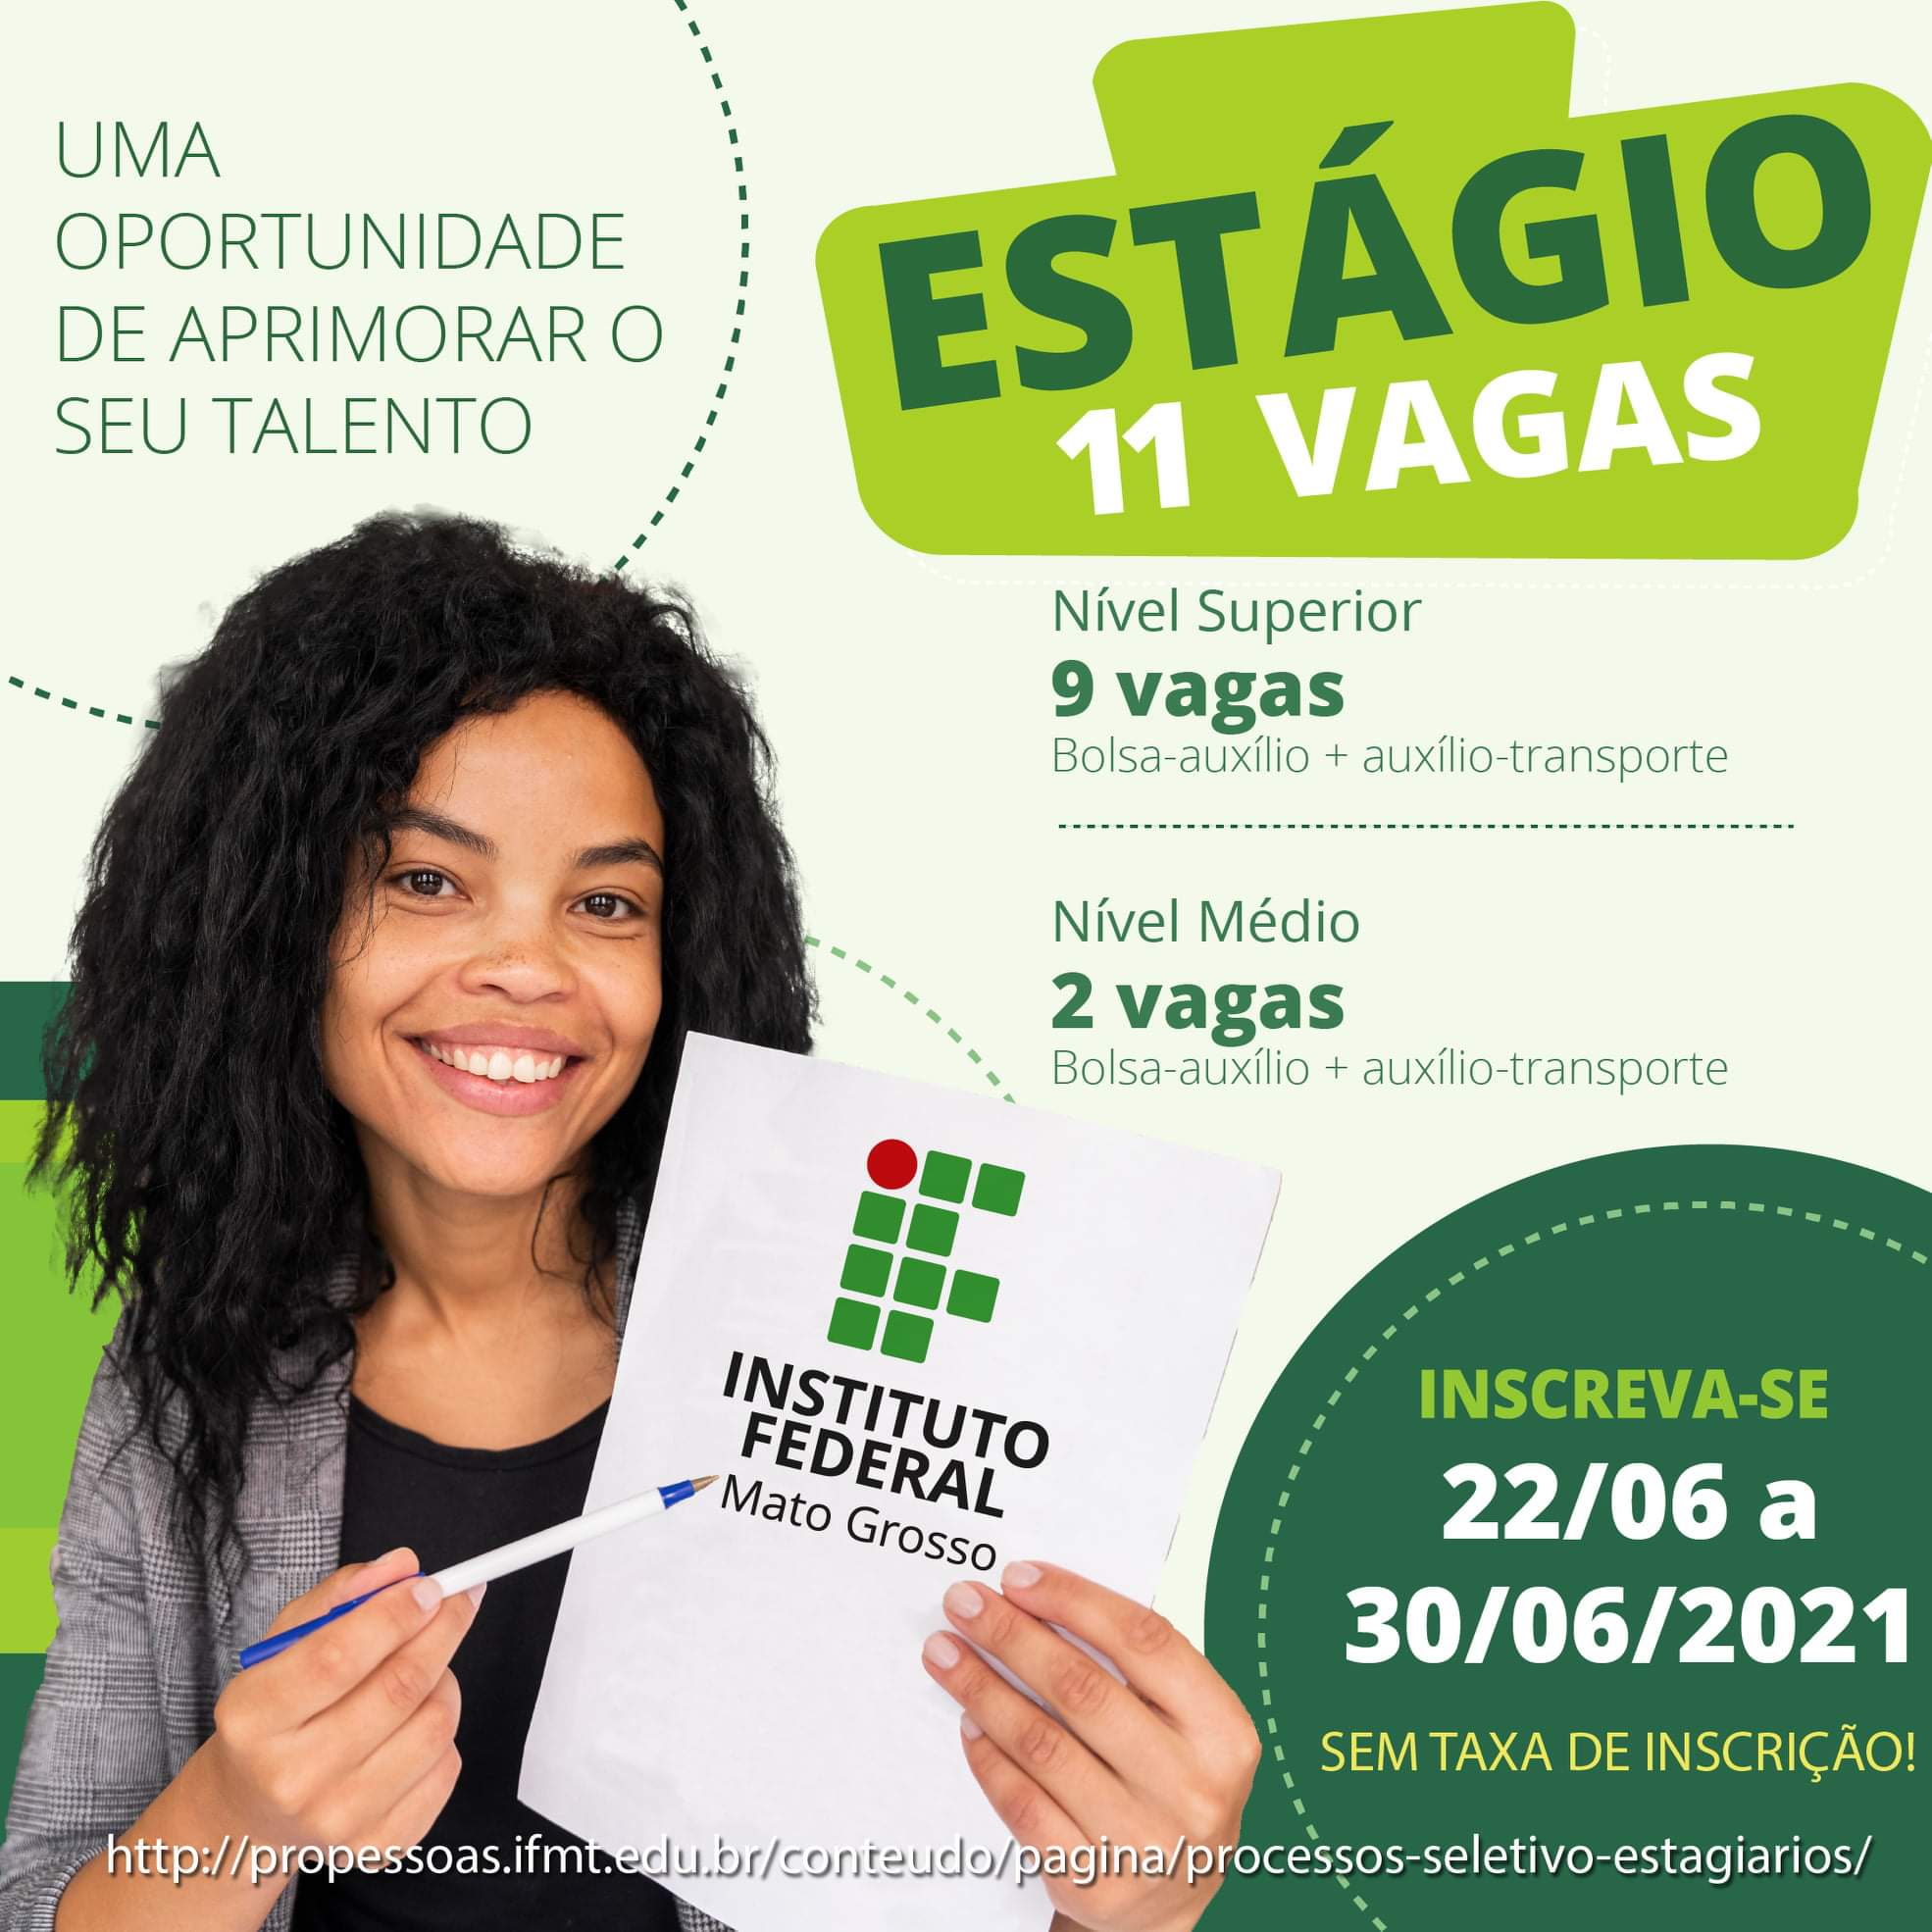 UMA
OPORTUNIDADE
DE APRIMORAR O
SEU TALENTO
ESTÁGIO
11 VAGAS
Nível Superior
9 vagas
Bolsa-auxílio + auxílio-transporte
Nível Médio
2 vagas
Bolsa-auxílio + auxílio-transporte
INSTITUTO
FEDERAL
Mato Grosso
INSCREVA-SE
22/06 a
30/06/2021
SEM TAXA DE INSCRIÇÃO!
http://propessoas.ifmt.edu.br/conteudo/pagina/processos-seletivo-estagiarios/